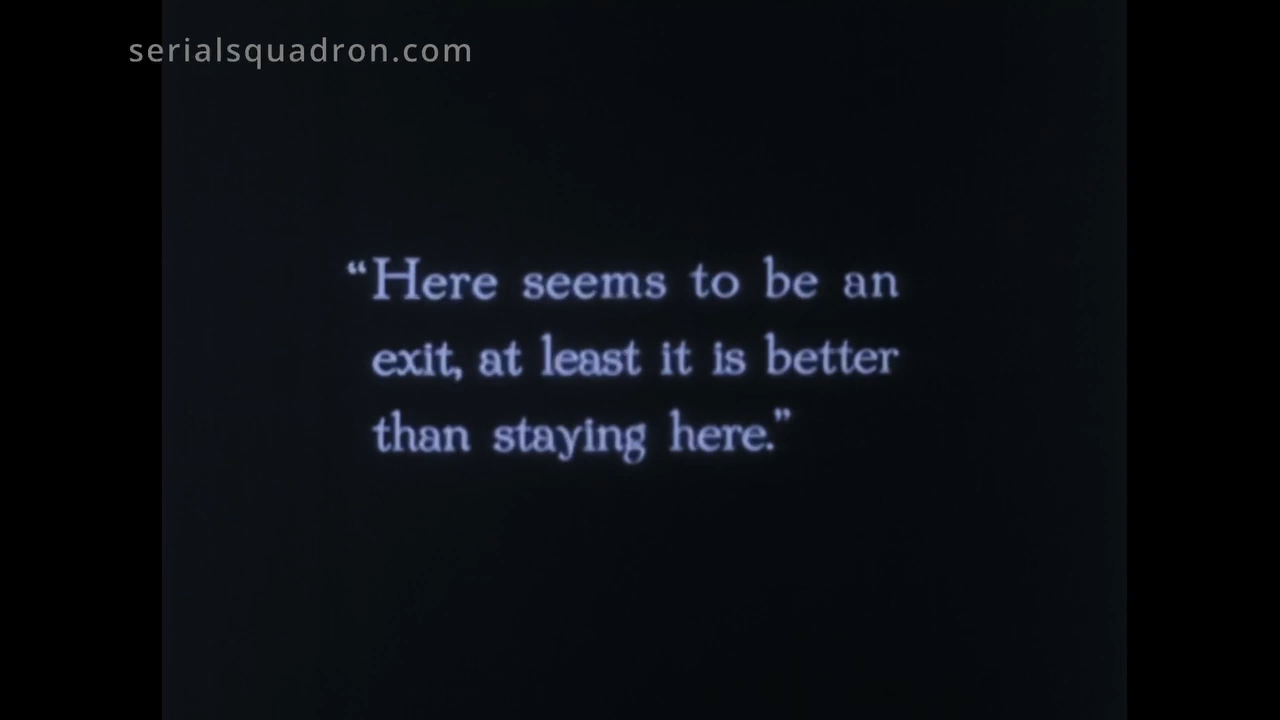 serialsquadron.com
“Here seems to be an
exit, at least it is better
than staying here.”